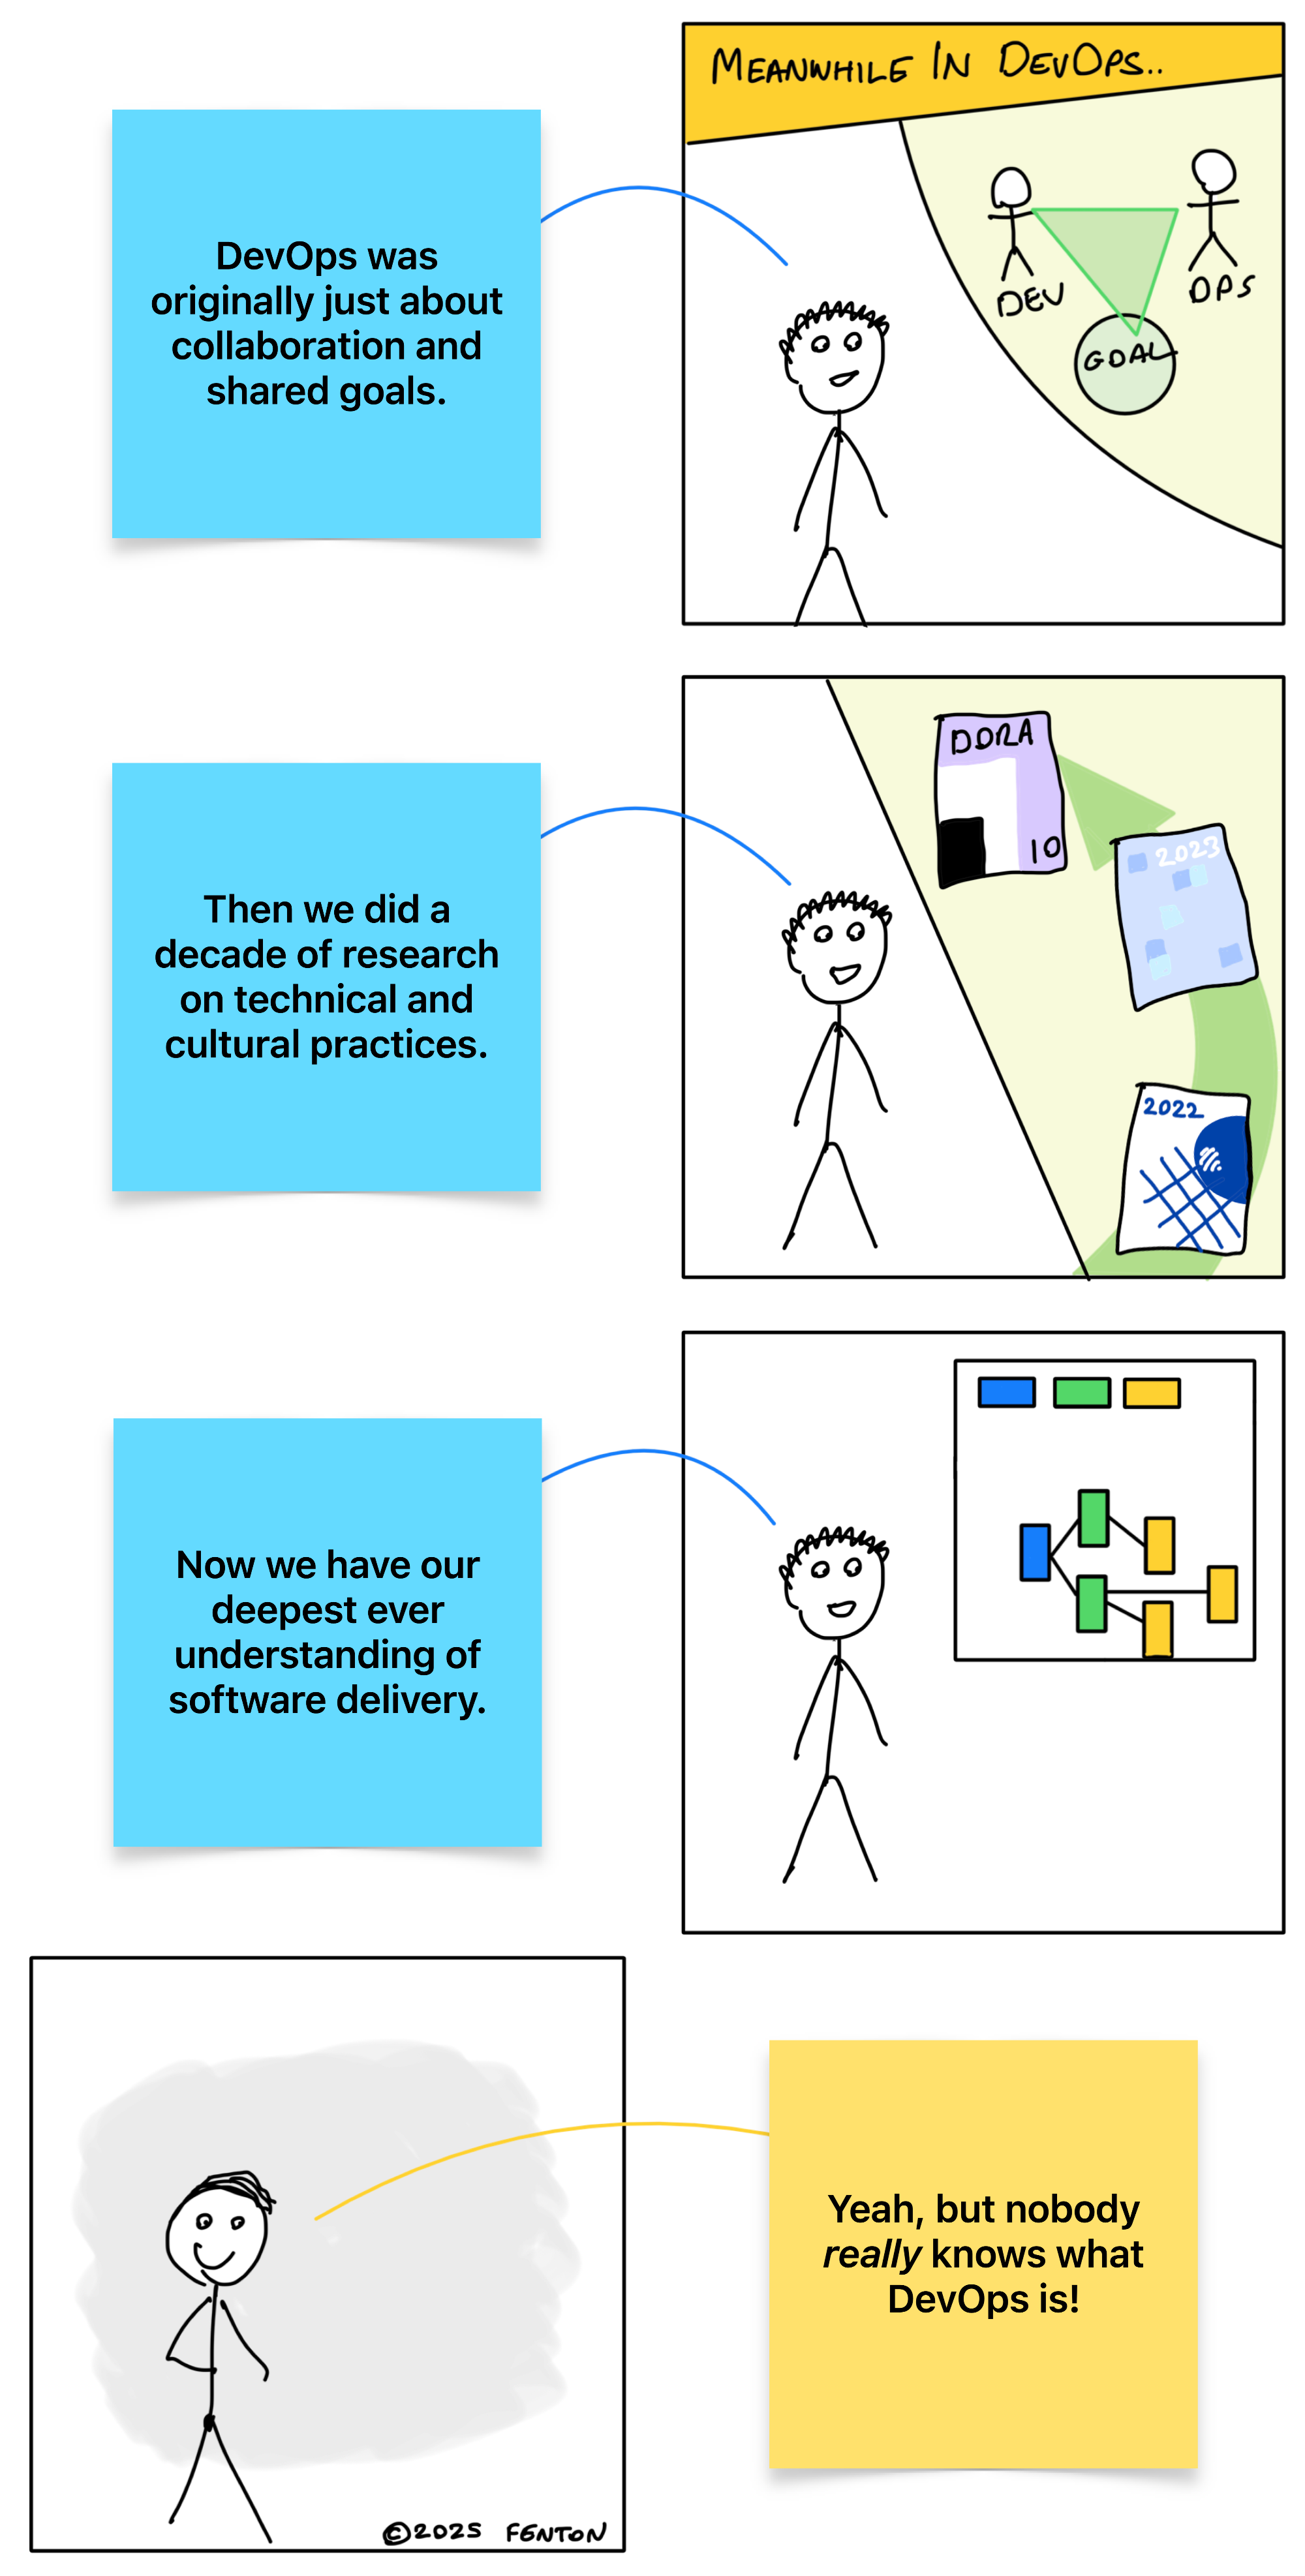 MEANWHILE IN DEVOPS..
DevOps was
originally just about
collaboration and
shared goals.
DEV
OPS
GOAL
Then we did a
decade of research
on technical and
cultural practices.
DORA
10
2023
2022
Now we have our
deepest ever
understanding of
software delivery.
Yeah, but nobody
really knows what
DevOps is!
©2025 FENTON